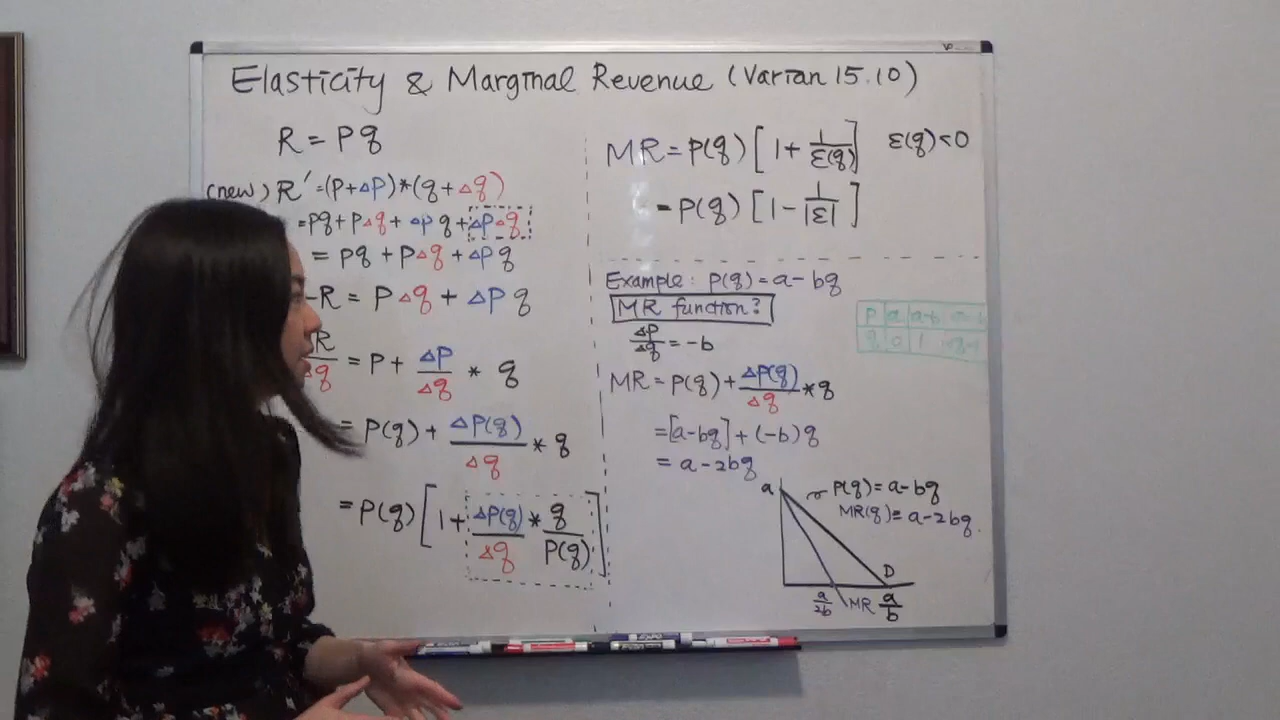 Elasticity & Marginal Revenue (Varian 15.10)
R = Pq
(new) R' = (P+ΔP)*(q+Δq)
= Pq + PΔq + ΔPq + ΔPΔq
= Pq + PΔq + ΔPq
-R = PΔq + ΔPq
R/Δq = P + ΔP/Δq * q
= P(q) + ΔP(q)/Δq * q
= P(q) [1 + ΔP(q)/Δq * q/P(q)]
MR = P(q) [1 + 1/ε(q)] ε(q)<0
= P(q) [1 - 1/|ε|]
Example: P(q) = a - bq
MR function?
ΔP/Δq = -b
P a a-b
q 0 1
MR = P(q) + ΔP(q)/Δq * q
= [a-bq] + (-b)q
= a - 2bq
a P(q) = a - bq
MR(q) = a - 2bq.
D
a/2b MR a/b